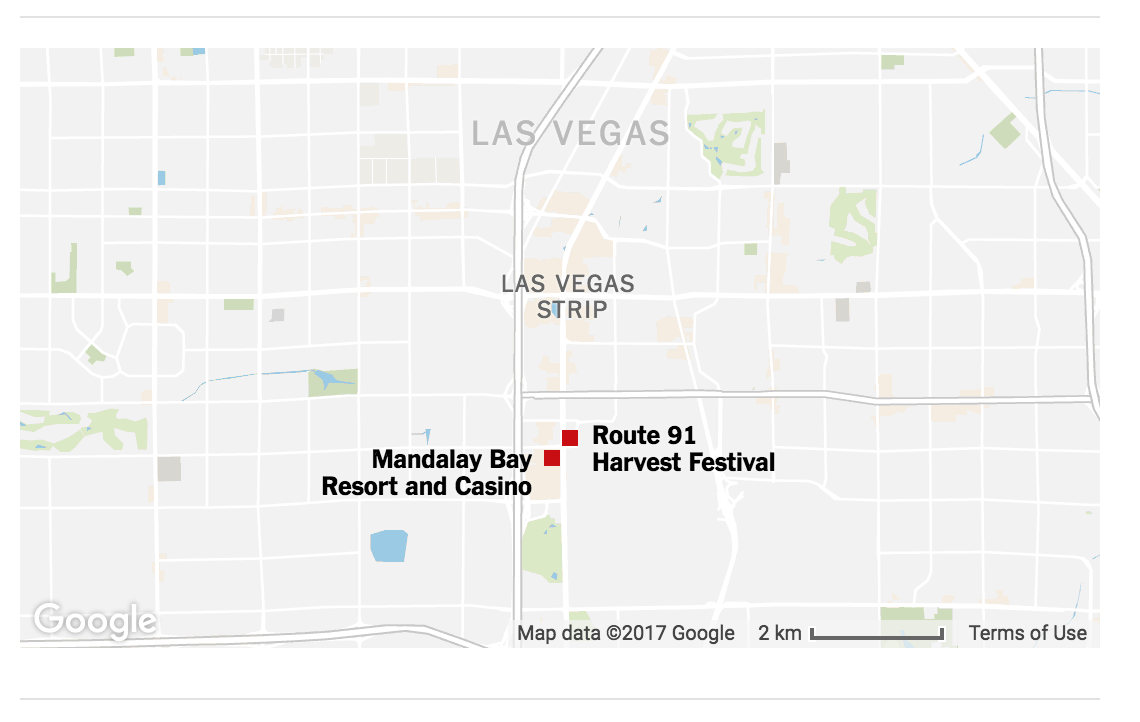 LAS VEGAS
LAS VEGAS
STRIP
Route 91
Harvest Festival
Mandalay Bay
Resort and Casino
Google
Map data ©2017 Google
2 km
Terms of Use